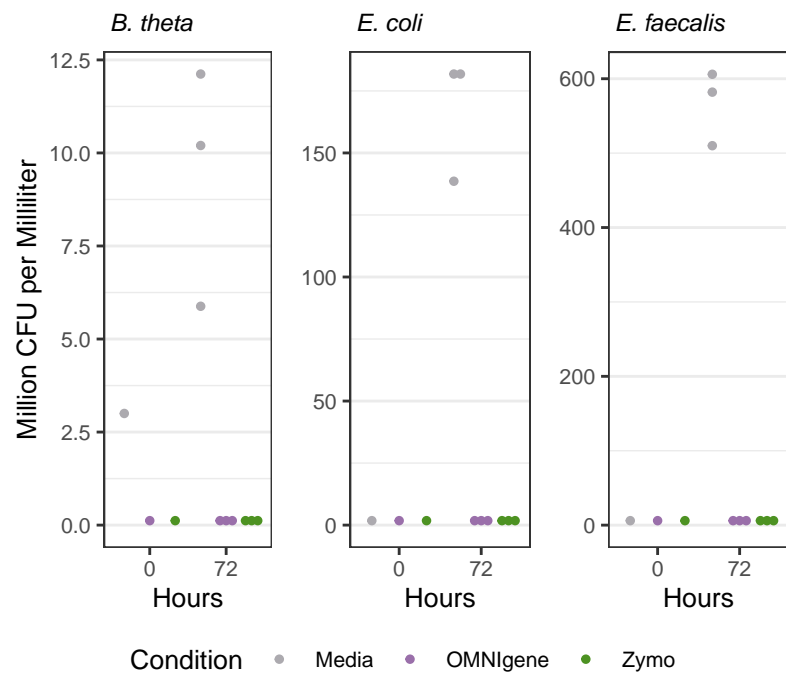 B. theta
E. coli
E. faecalis
Million CFU per Milliliter
12.5
10.0
7.5
5.0
2.5
0.0
150
100
50
0
600
400
200
0
0 72
0 72
0 72
Hours
Hours
Hours
Condition Media OMNIgene Zymo